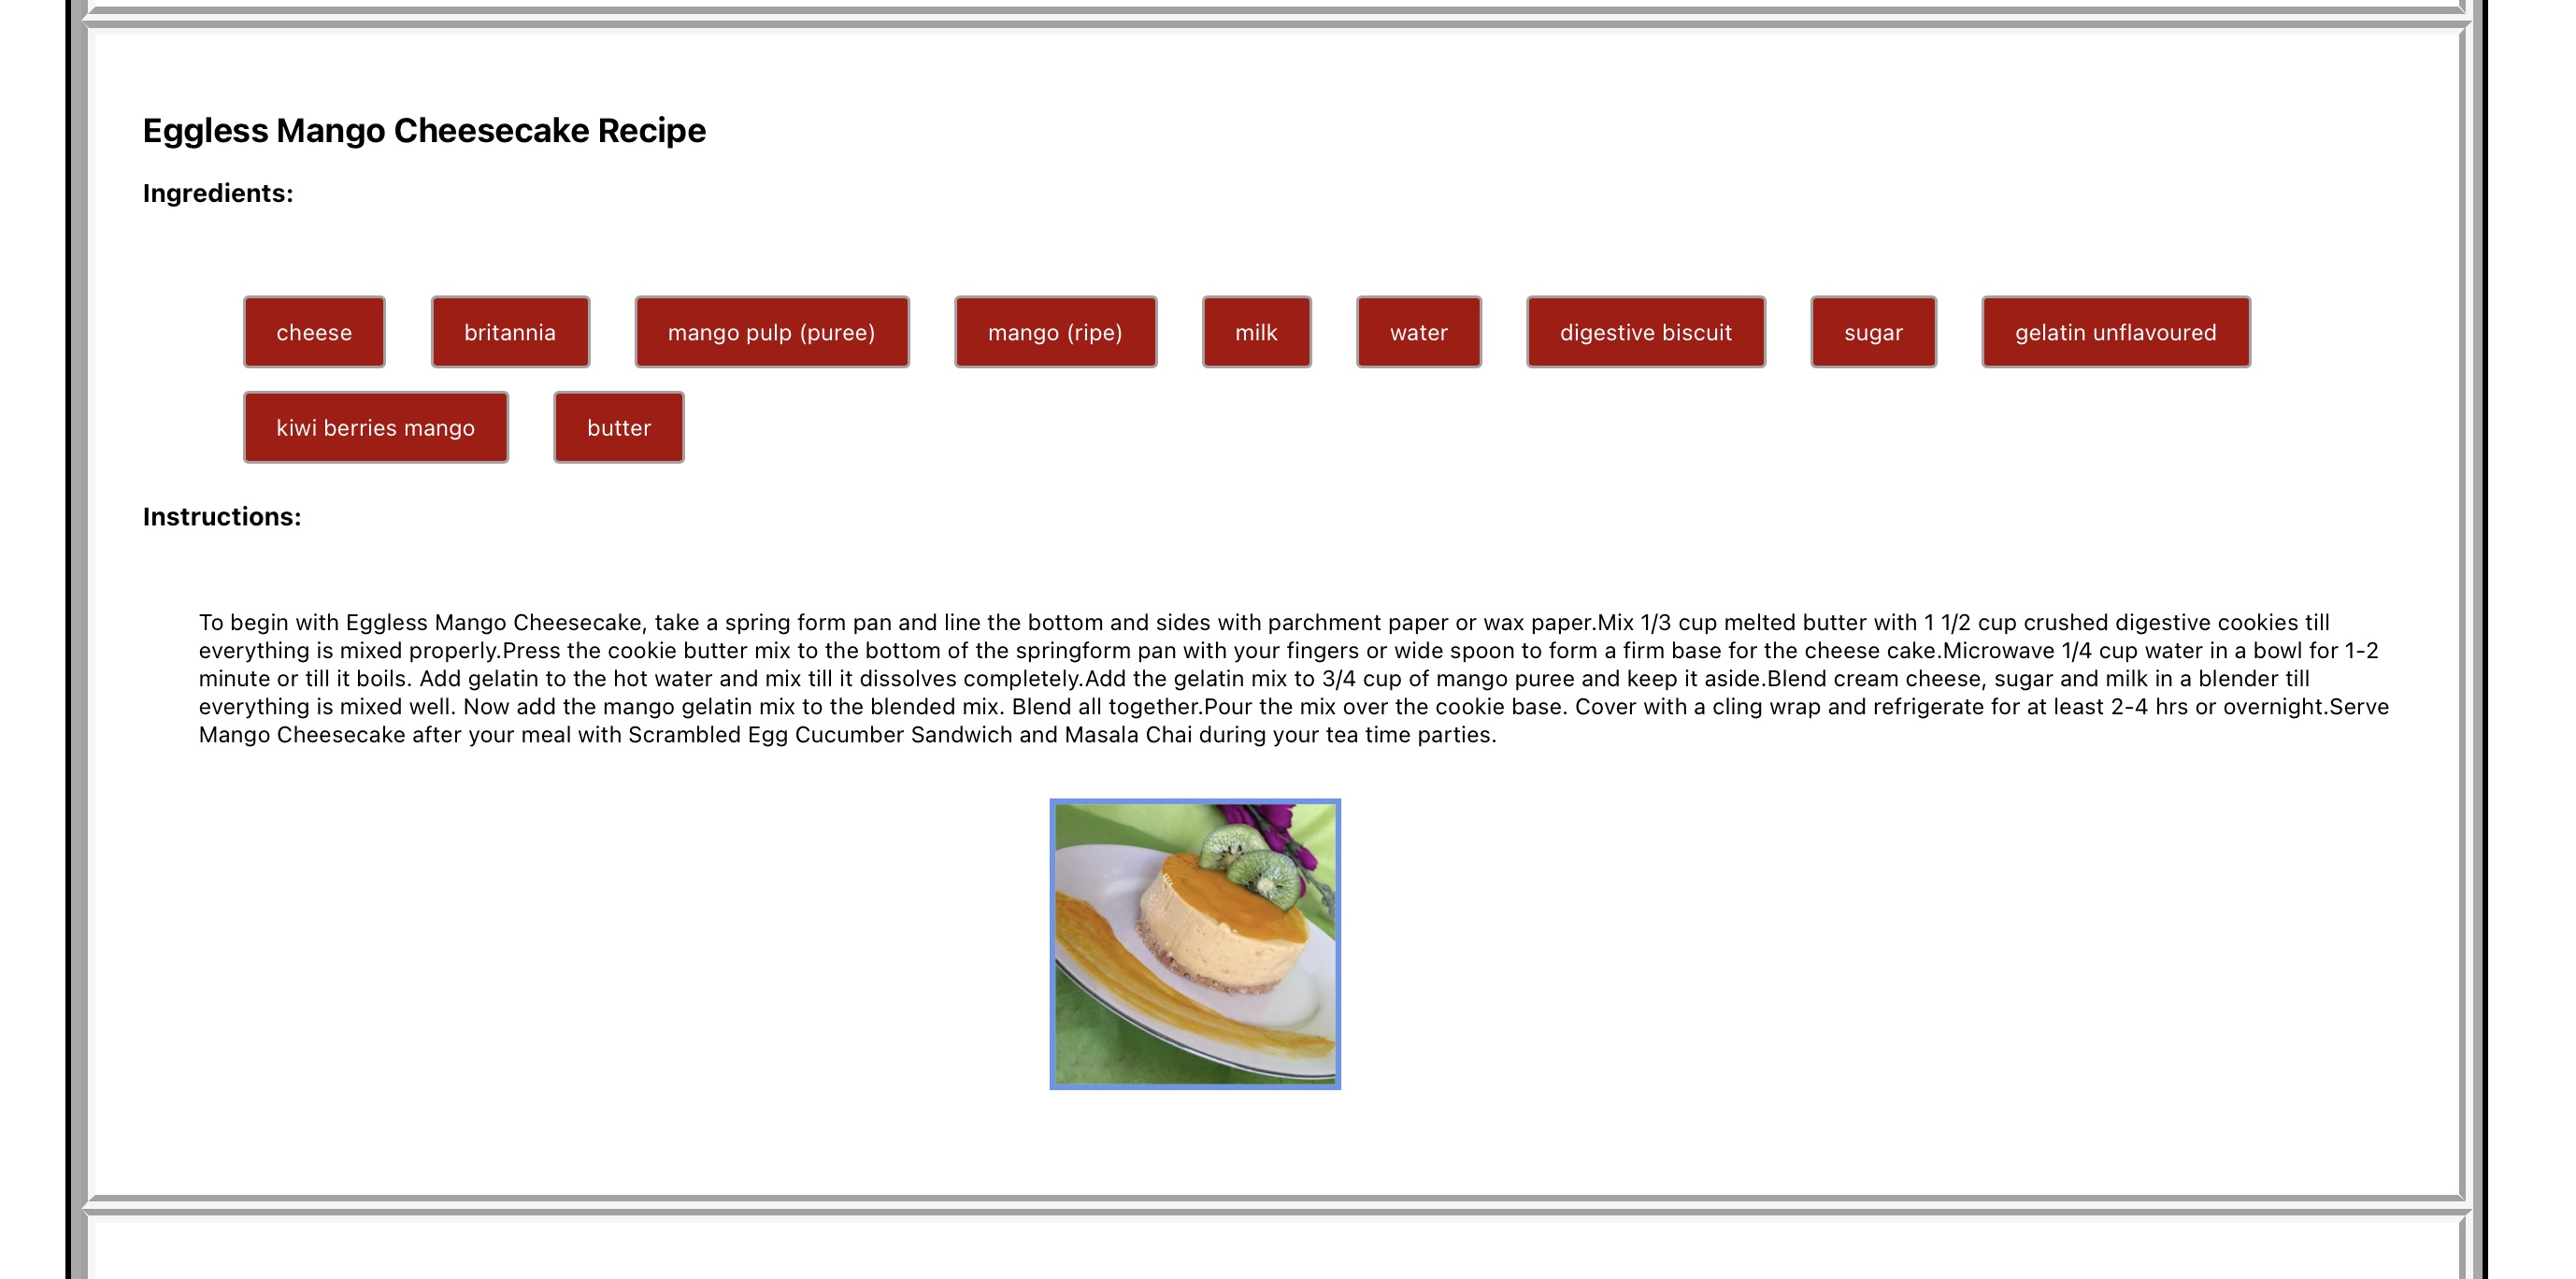 Eggless Mango Cheesecake Recipe
Ingredients:
cheese britannia mango pulp (puree) mango (ripe) milk water digestive biscuit sugar gelatin unflavoured
kiwi berries mango butter
Instructions:
To begin with Eggless Mango Cheesecake, take a spring form pan and line the bottom and sides with parchment paper or wax paper.Mix 1/3 cup melted butter with 1 1/2 cup crushed digestive cookies till
everything is mixed properly.Press the cookie butter mix to the bottom of the springform pan with your fingers or wide spoon to form a firm base for the cheese cake.Microwave 1/4 cup water in a bowl for 1-2
minute or till it boils. Add gelatin to the hot water and mix till it dissolves completely.Add the gelatin mix to 3/4 cup of mango puree and keep it aside.Blend cream cheese, sugar and milk in a blender till
everything is mixed well. Now add the mango gelatin mix to the blended mix. Blend all together.Pour the mix over the cookie base. Cover with a cling wrap and refrigerate for at least 2-4 hrs or overnight.Serve
Mango Cheesecake after your meal with Scrambled Egg Cucumber Sandwich and Masala Chai during your tea time parties.